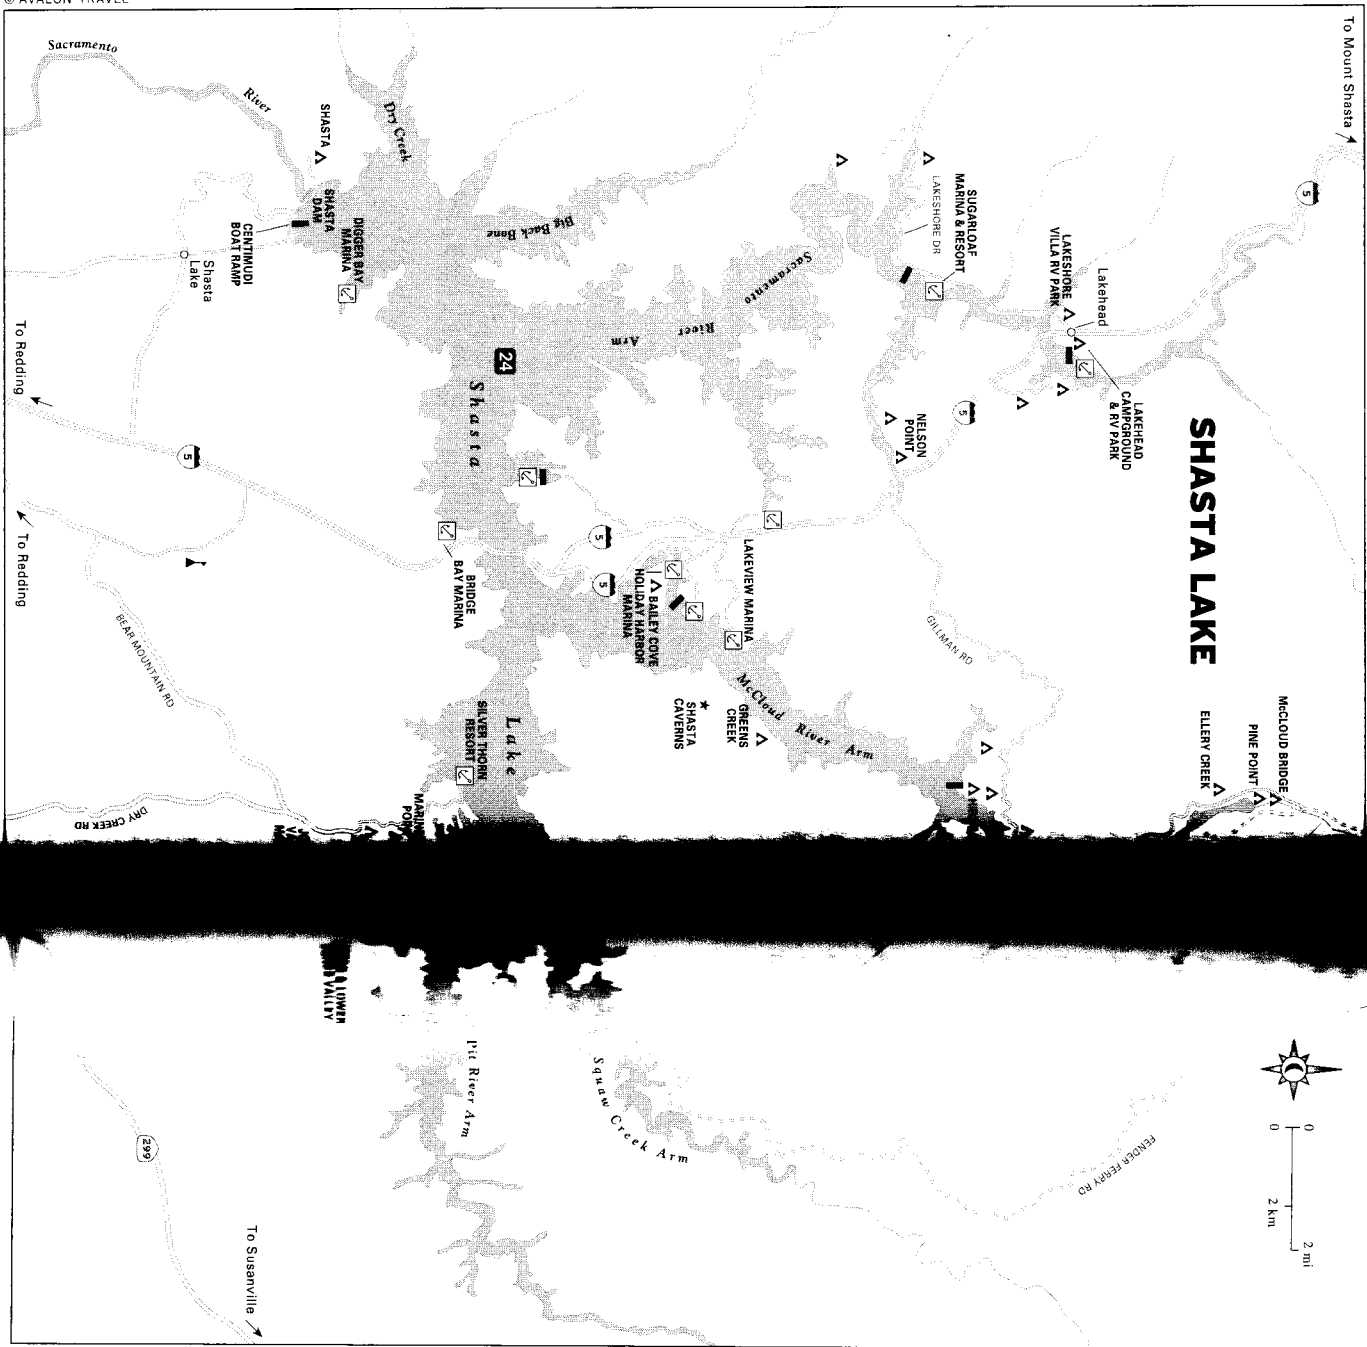 © AVALON TRAVEL
SHASTA LAKE
To Mount Shasta
5
Lakehead
LAKESHORE
VILLA RV PARK
LAKEHEAD
CAMPGROUND
& RV PARK
SUGARLOAF
MARINA & RESORT
LAKESHORE DR
5
NELSON
POINT
GILLMAN RD
McCLOUD BRIDGE
PINE POINT
ELLERY CREEK
Sacramento
River
Arm
LAKEVIEW MARINA
McCloud River Arm
GREENS
CREEK
SHASTA
CAVERNS
BAILEY COVE
HOLIDAY HARBOR
MARINA
5
5
Big Back Bone
Dry Creek
Sacramento
River
SHASTA
SHASTA
DAM
DIGGER BAY
MARINA
CENTIMUDI
BOAT RAMP
Shasta
Lake
24
Shasta
Lake
BRIDGE
BAY MARINA
SILVER THORN
RESORT
5
To Redding
To Redding
BEAR MOUNTAIN RD
DRY CREEK RD
LOWER
Pit River Arm
Squaw Creek Arm
FENDER FERRY RD
299
To Susanville
0
2 mi
0
2 km